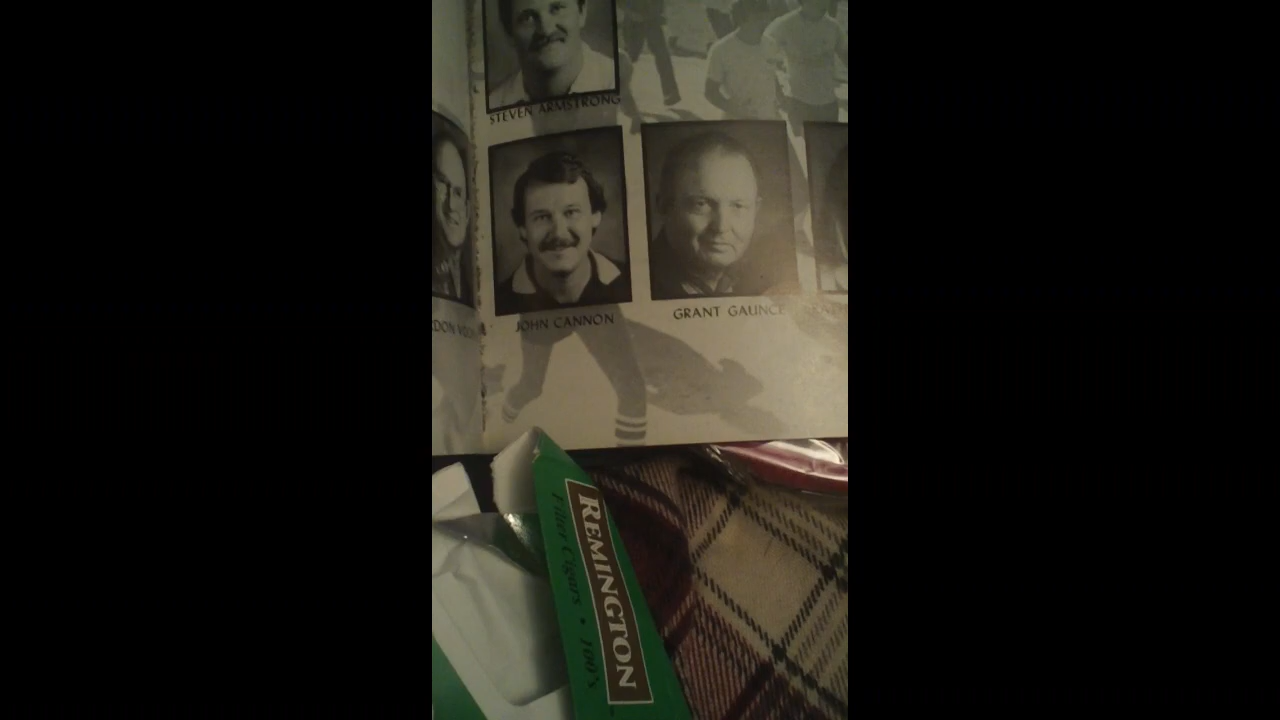 STEVEN ARMSTRONG
JOHN CANNON
GRANT GAUNCE
REMINGTON
Filter Cigars • 100's